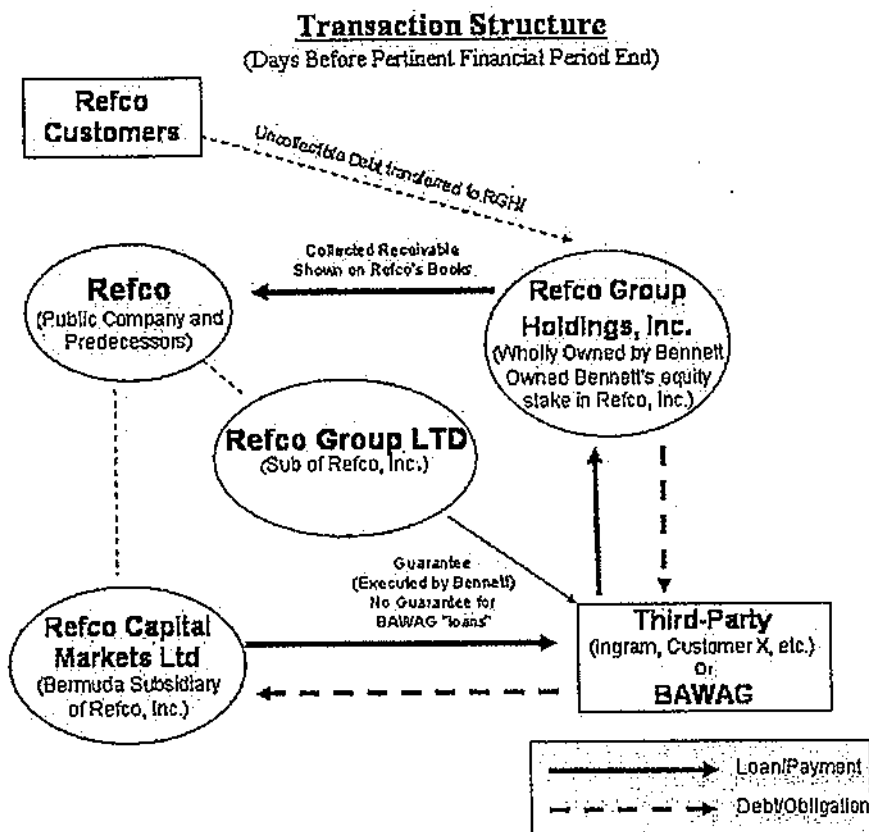 Transaction Structure
(Days Before Pertinent Financial Period End)
Refco
Customers
Uncollectible Debt transferred to RGHI
Collected Receivable
Shown on Refco's Books
Refco
(Public Company and
Predecessors)
Refco Group
Holdings, Inc.
(Wholly Owned by Bennett
Owned Bennett's equity
stake in Refco, Inc.)
Refco Group LTD
(Sub of Refco, Inc.)
Guarantee
(Executed by Bennett)
No Guarantee for
BAWAG "loans"
Refco Capital
Markets Ltd
(Bermuda Subsidiary
of Refco, Inc.)
Third-Party
(Ingram, Customer X, etc.)
Or
BAWAG
Loan/Payment
Debt/Obligation